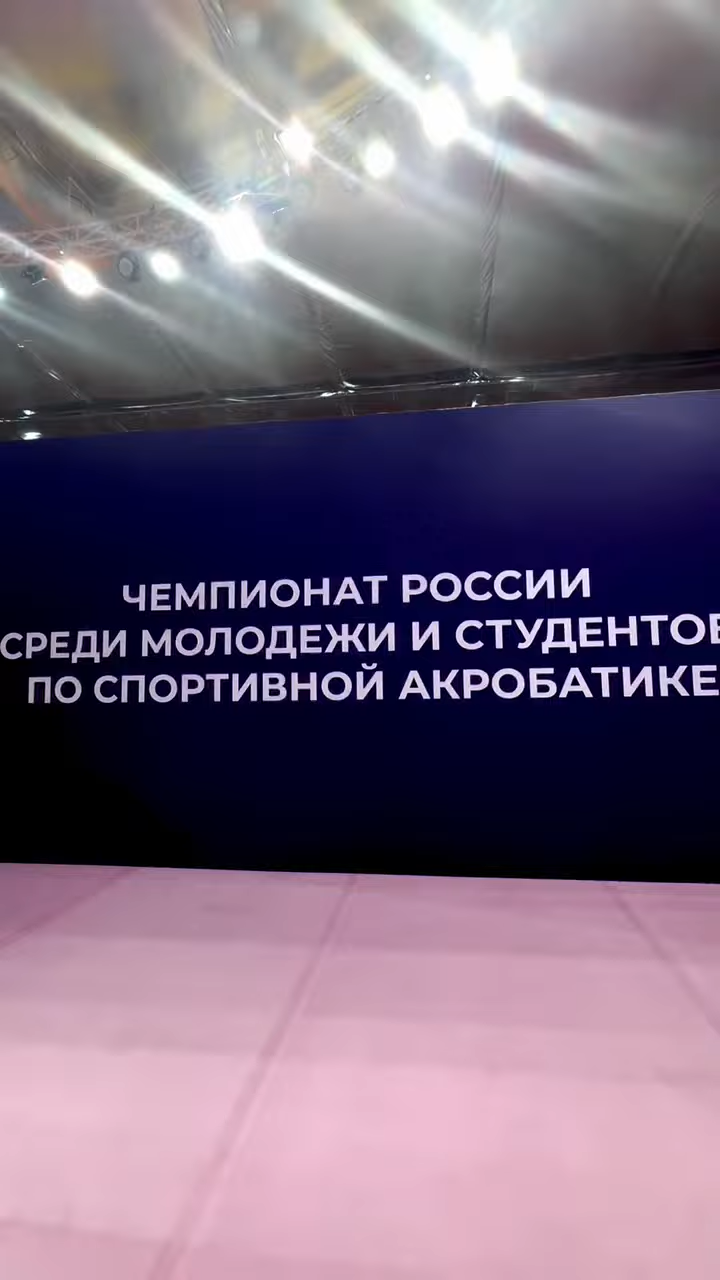 ЧЕМПИОНАТ РОССИИ
СРЕДИ МОЛОДЕЖИ И СТУДЕНТОВ
ПО СПОРТИВНОЙ АКРОБАТИКЕ